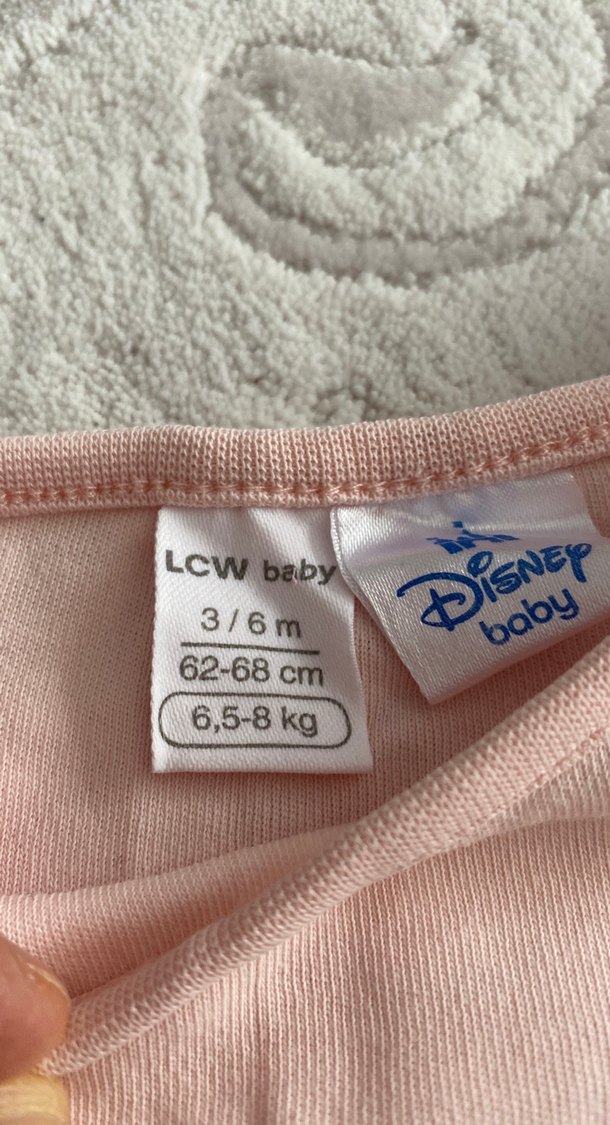 LCW baby
3 / 6 m
62-68 cm
6,5-8 kg
Disney
baby